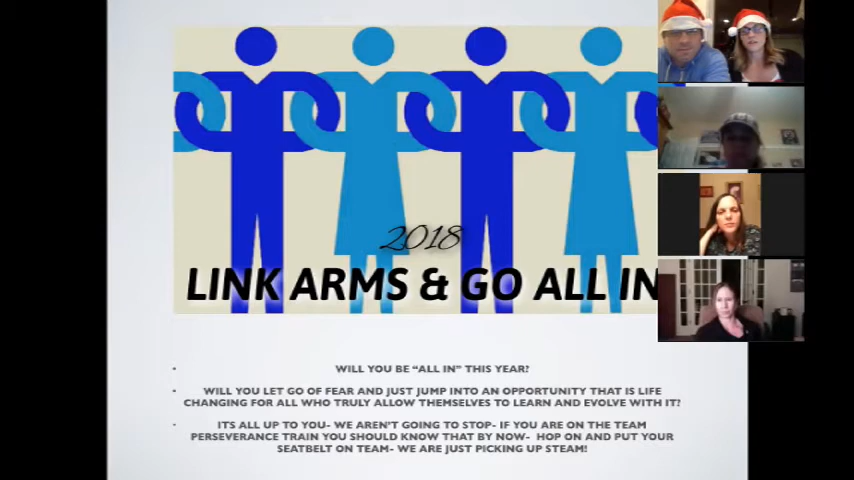 2018
LINK ARMS & GO ALL IN
• WILL YOU BE “ALL IN” THIS YEAR?
• WILL YOU LET GO OF FEAR AND JUST JUMP INTO AN OPPORTUNITY THAT IS LIFE
CHANGING FOR ALL WHO TRULY ALLOW THEMSELVES TO LEARN AND EVOLVE WITH IT?
• ITS ALL UP TO YOU- WE AREN’T GOING TO STOP- IF YOU ARE ON THE TEAM
PERSEVERANCE TRAIN YOU SHOULD KNOW THAT BY NOW- HOP ON AND PUT YOUR
SEATBELT ON TEAM- WE ARE JUST PICKING UP STEAM!